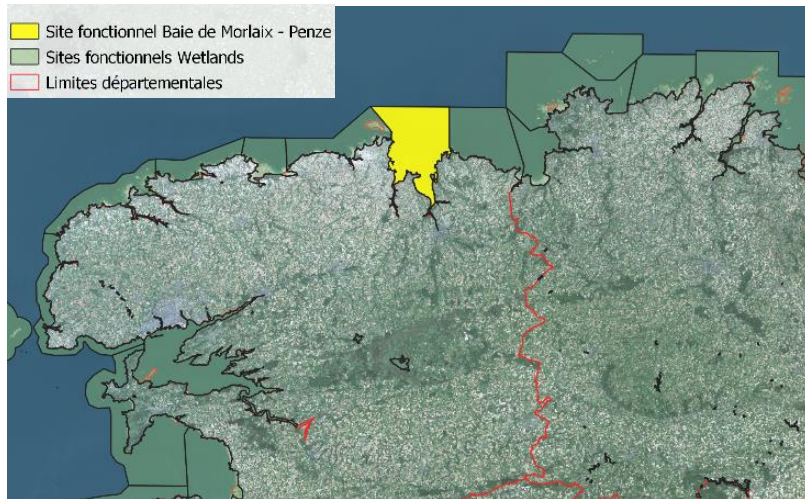 Site fonctionnel Baie de Morlaix - Penze
Sites fonctionnels Wetlands
Limites départementales